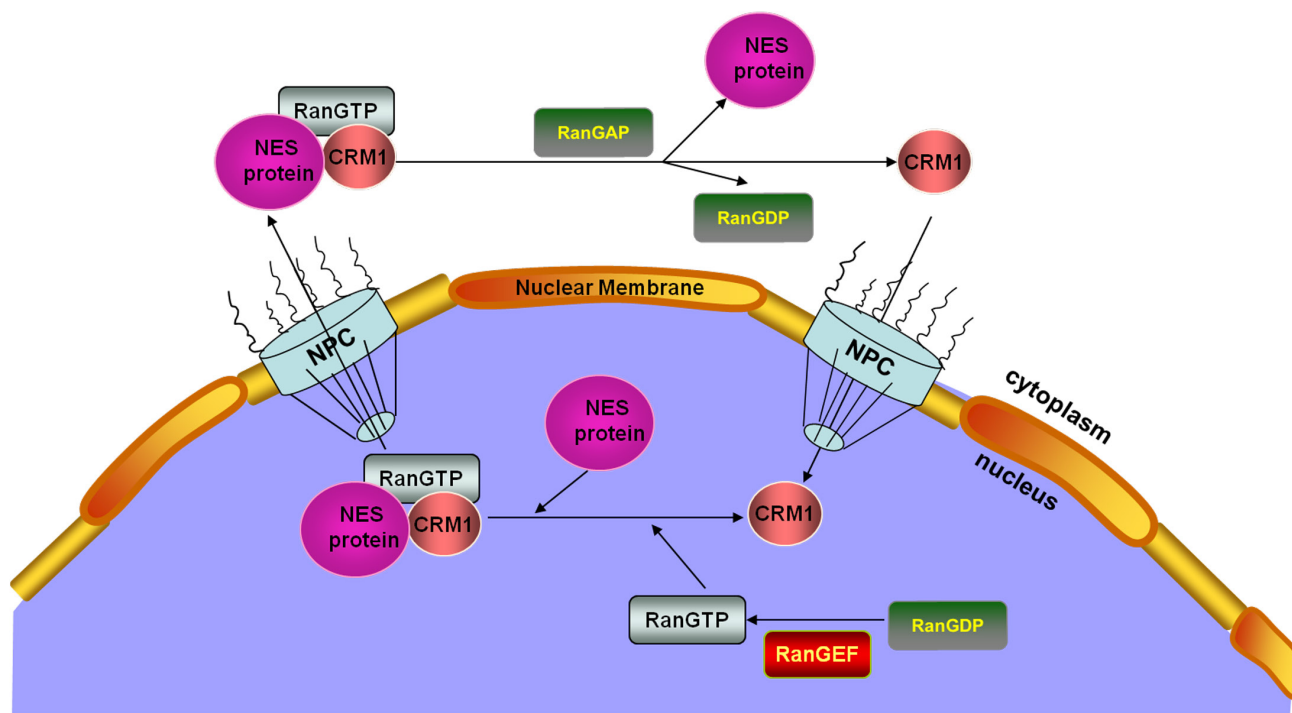 NES
protein
RanGTP
NES
protein
CRM1
RanGAP
CRM1
RanGDP
Nuclear Membrane
NPC
NPC
cytoplasm
nucleus
NES
protein
RanGTP
NES
protein
CRM1
CRM1
RanGTP
RanGDP
RanGEF